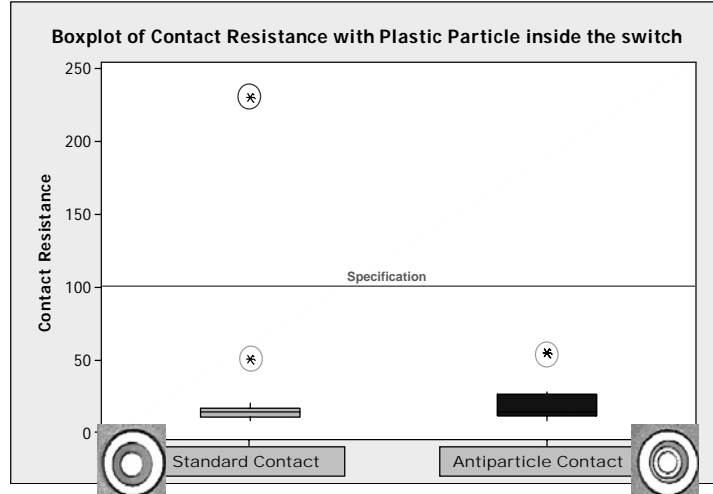 Boxplot of Contact Resistance with Plastic Particle inside the switch
250
200
150
100
50
0
Contact Resistance
Specification
Standard Contact
Antiparticle Contact